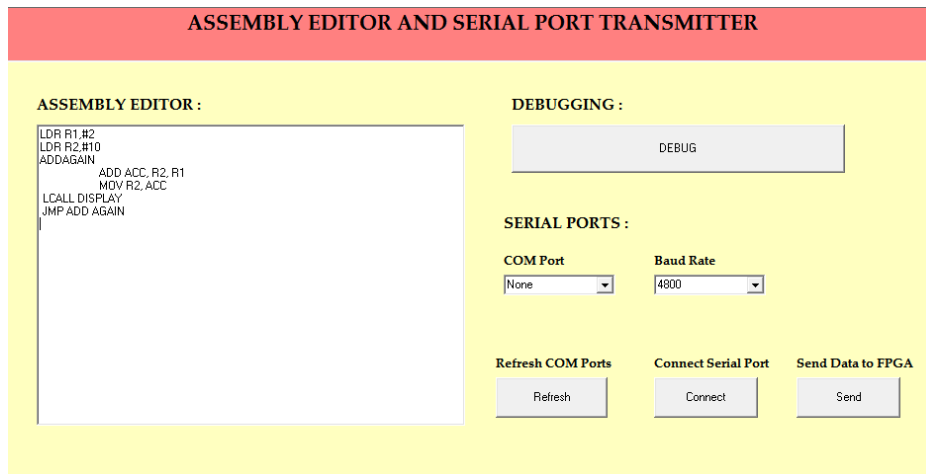 ASSEMBLY EDITOR AND SERIAL PORT TRANSMITTER
ASSEMBLY EDITOR :
LDR R1,#2
LDR R2,#10
ADDAGAIN
ADD ACC, R2, R1
MOV R2, ACC
LCALL DISPLAY
JMP ADD AGAIN
DEBUGGING :
DEBUG
SERIAL PORTS :
COM Port Baud Rate
None 4800
Refresh COM Ports Connect Serial Port Send Data to FPGA
Refresh Connect Send